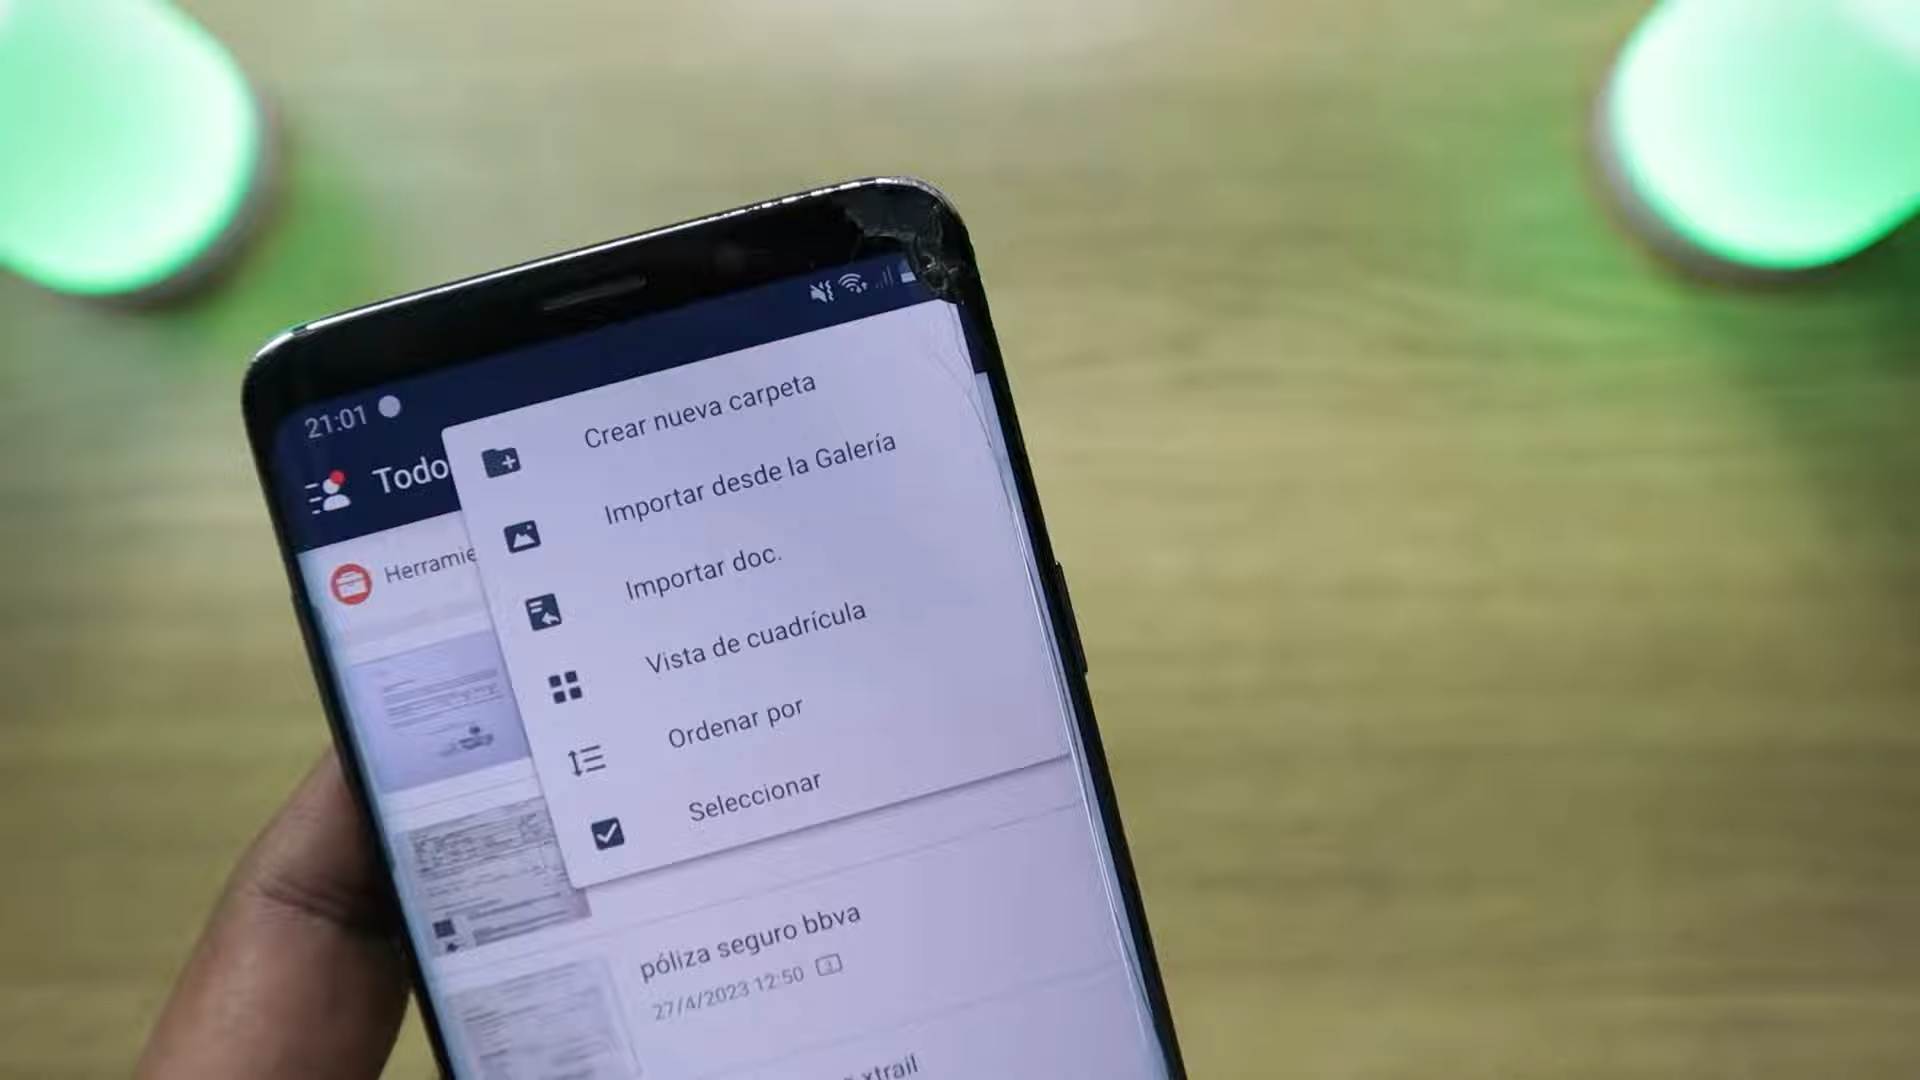 21:01
Todo
Herramie
Crear nueva carpeta
Importar desde la Galería
Importar doc.
Vista de cuadrícula
Ordenar por
Seleccionar
póliza seguro bbva
27/4/2023 12:50
xtrail